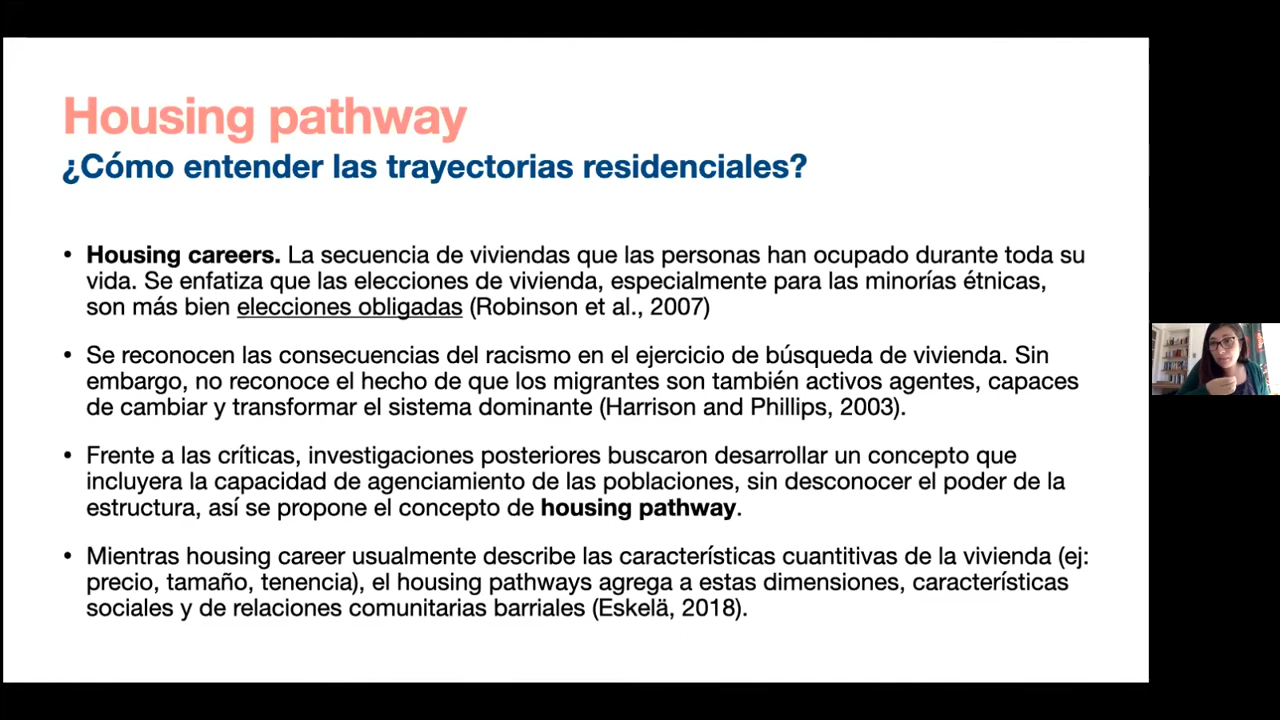 Housing pathway
¿Cómo entender las trayectorias residenciales?
• Housing careers. La secuencia de viviendas que las personas han ocupado durante toda su
vida. Se enfatiza que las elecciones de vivienda, especialmente para las minorías étnicas,
son más bien elecciones obligadas (Robinson et al., 2007)
• Se reconocen las consecuencias del racismo en el ejercicio de búsqueda de vivienda. Sin
embargo, no reconoce el hecho de que los migrantes son también activos agentes, capaces
de cambiar y transformar el sistema dominante (Harrison and Phillips, 2003).
• Frente a las críticas, investigaciones posteriores buscaron desarrollar un concepto que
incluyera la capacidad de agenciamiento de las poblaciones, sin desconocer el poder de la
estructura, así se propone el concepto de housing pathway.
• Mientras housing career usualmente describe las características cuantitivas de la vivienda (ej:
precio, tamaño, tenencia), el housing pathways agrega a estas dimensiones, características
sociales y de relaciones comunitarias barriales (Eskelä, 2018).